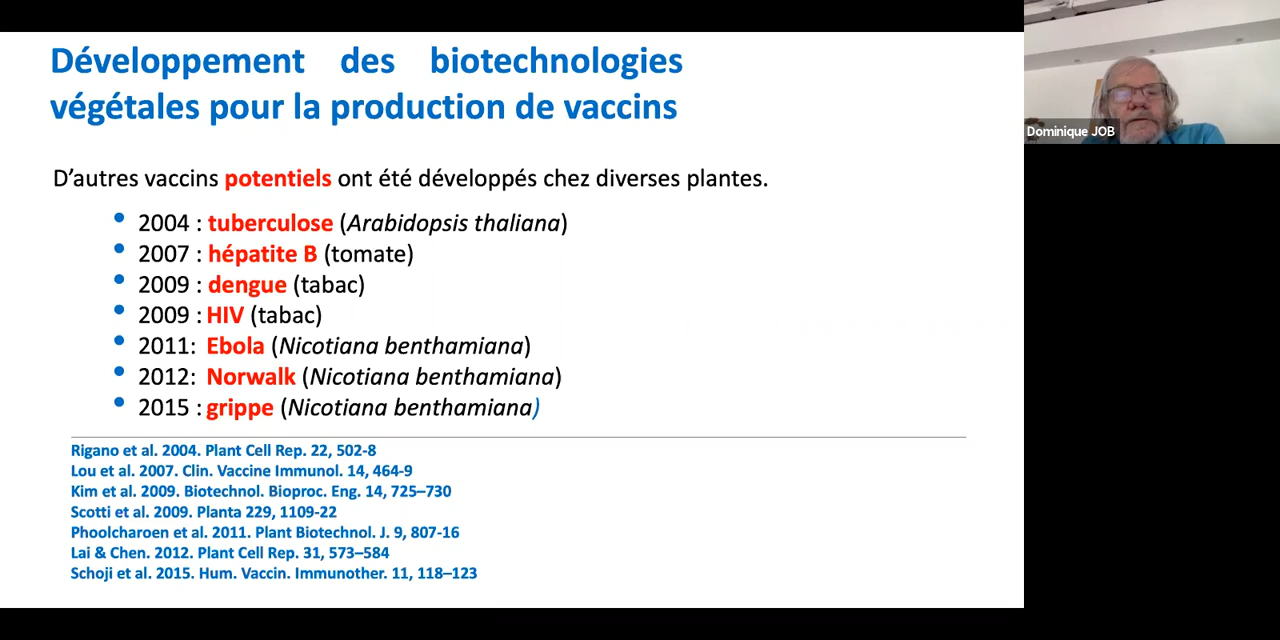 Développement des biotechnologies
végétales pour la production de vaccins
D’autres vaccins potentiels ont été développés chez diverses plantes.
• 2004 : tuberculose (Arabidopsis thaliana)
• 2007 : hépatite B (tomate)
• 2009 : dengue (tabac)
• 2009 : HIV (tabac)
• 2011: Ebola (Nicotiana benthamiana)
• 2012: Norwalk (Nicotiana benthamiana)
• 2015 : grippe (Nicotiana benthamiana)
Rigano et al. 2004. Plant Cell Rep. 22, 502-8
Lou et al. 2007. Clin. Vaccine Immunol. 14, 464-9
Kim et al. 2009. Biotechnol. Bioproc. Eng. 14, 725–730
Scotti et al. 2009. Planta 229, 1109-22
Phoolcharoen et al. 2011. Plant Biotechnol. J. 9, 807-16
Lai & Chen. 2012. Plant Cell Rep. 31, 573–584
Schoji et al. 2015. Hum. Vaccin. Immunother. 11, 118–123
Dominique JOB